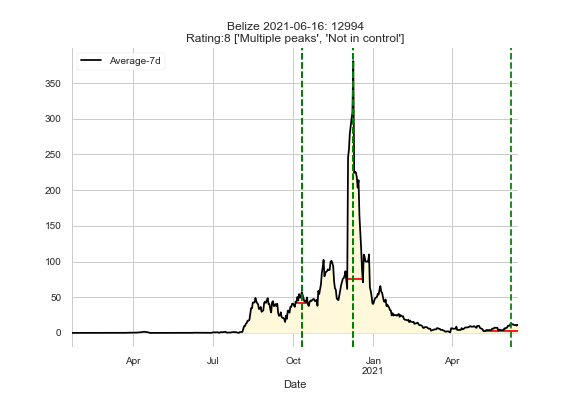 Belize 2021-06-16: 12994
Rating:8 ['Multiple peaks', 'Not in control']
Average-7d
350
300
250
200
150
100
50
0
Apr
Jul
Oct
Jan
2021
Apr
Date